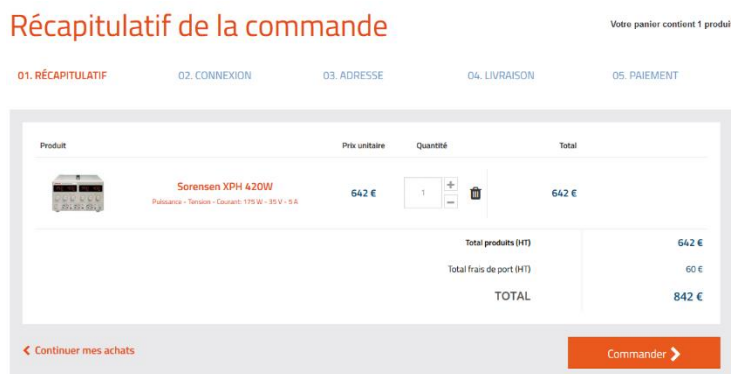 Récapitulatif de la commande
Votre panier contient 1 produi
01. RÉCAPITULATIF 02. CONNEXION 03. ADRESSE 04. LIVRAISON 05. PAIEMENT
Produit Prix unitaire Quantité Total
Sorensen XPH 420W
Puissance - Tension - Courant: 175 W - 35 V - 5 A
642 € 1 + − 642 €
Total produits (HT) 642 €
Total frais de port (HT) 60 €
TOTAL 842 €
Continuer mes achats
Commander